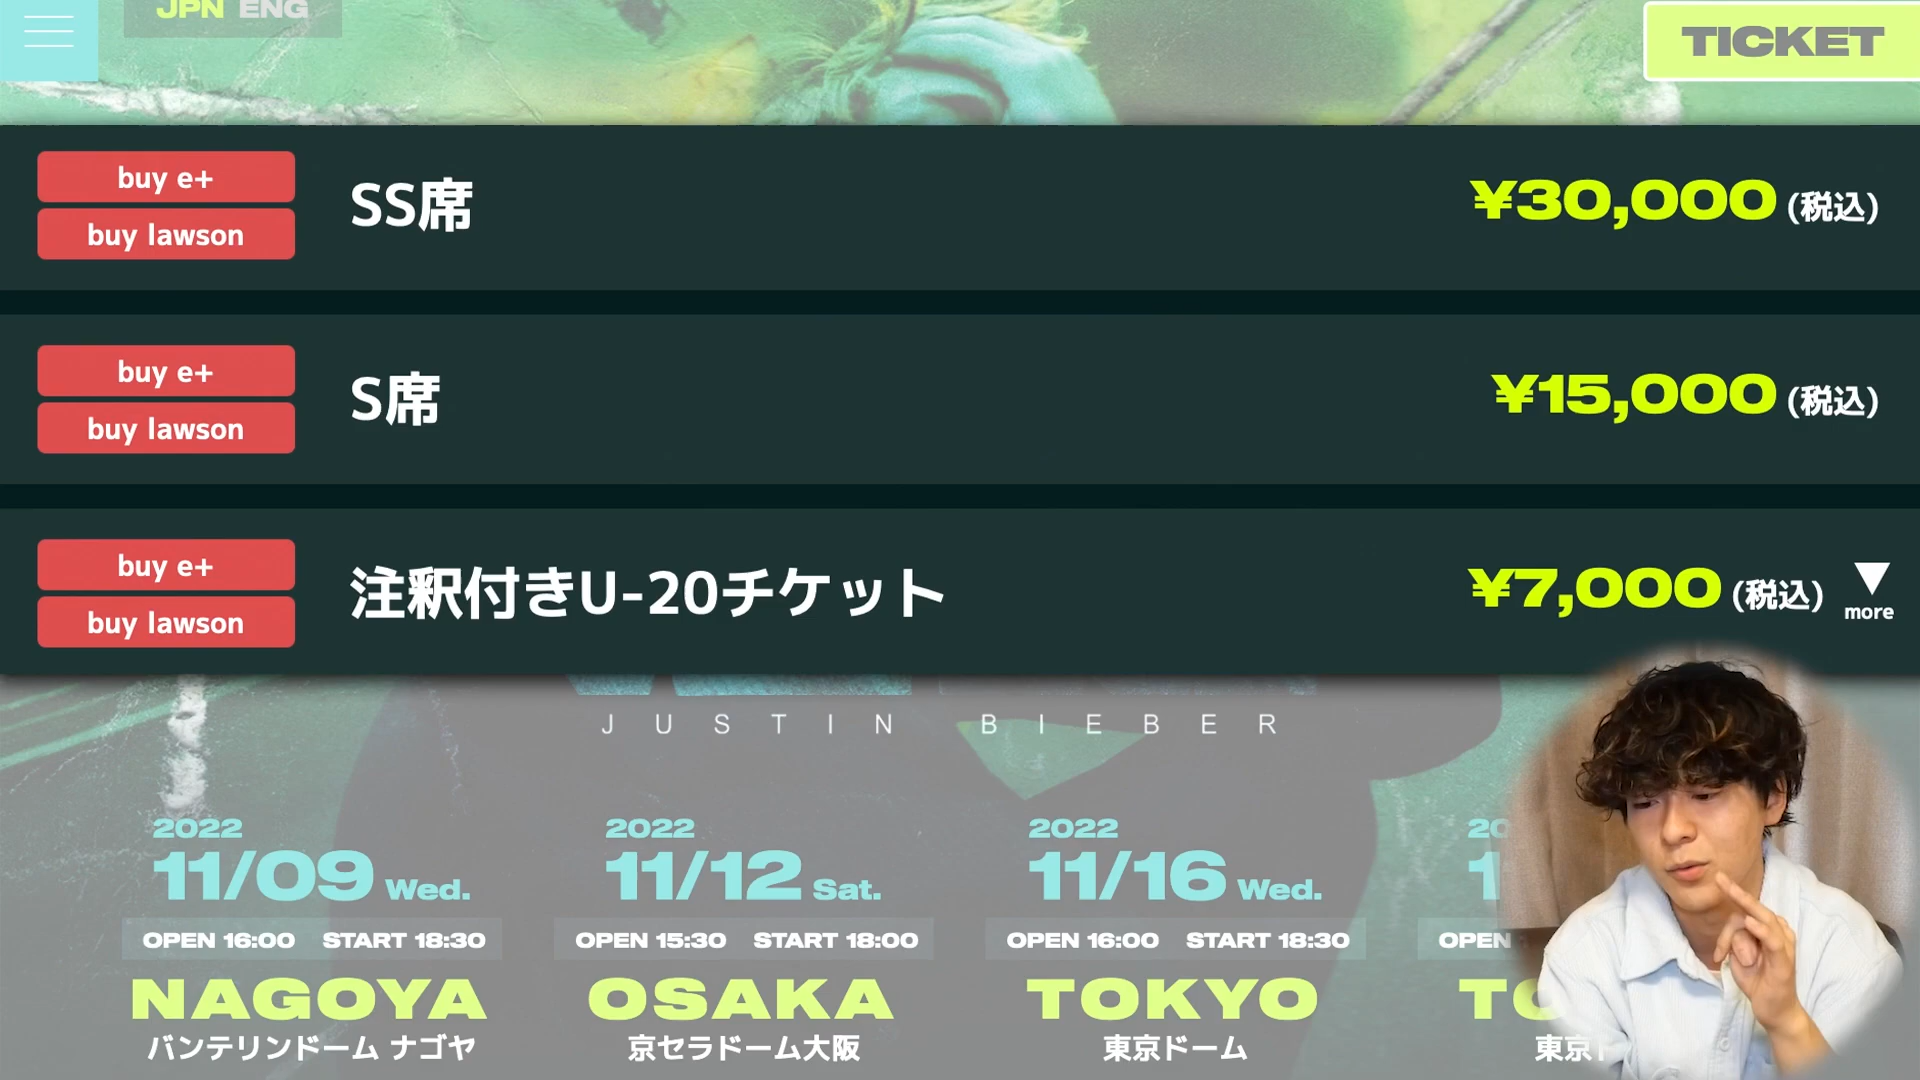 JPN ENG
TICKET
buy e+
buy lawson
SS席
¥30,000 (税込)
buy e+
buy lawson
S席
¥15,000 (税込)
buy e+
buy lawson
注釈付きU-20チケット
¥7,000 (税込)
more
JUSTIN BIEBER
2022
11/09 Wed.
OPEN 16:00 START 18:30
NAGOYA
バンテリンドーム ナゴヤ
2022
11/12 Sat.
OPEN 15:30 START 18:00
OSAKA
京セラドーム大阪
2022
11/16 Wed.
OPEN 16:00 START 18:30
TOKYO
東京ドーム
OPEN
東京